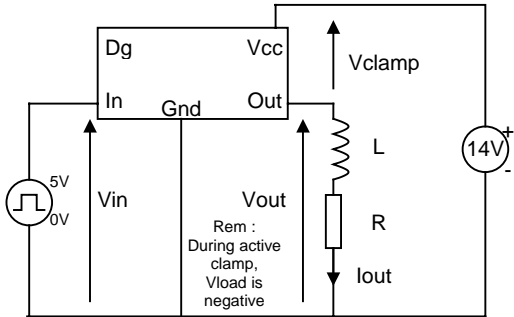 Dg
Vcc
In
Gnd
Out
Vclamp
L
14V
+
-
5V
0V
Vin
Vout
R
Rem :
During active
clamp,
Vload is
negative
Iout